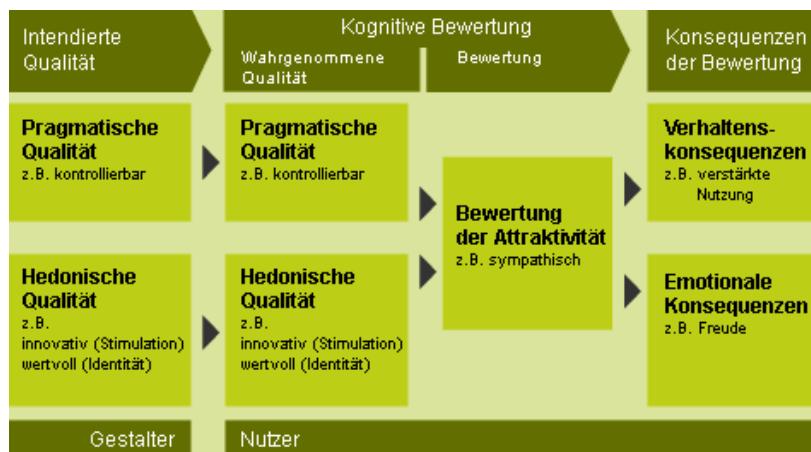 Intendierte
Qualität
Kognitive Bewertung
Wahrgenommene
Qualität
Bewertung
Konsequenzen
der Bewertung
Pragmatische
Qualität
z.B. kontrollierbar
Pragmatische
Qualität
z.B. kontrollierbar
Bewertung
der Attraktivität
z.B. sympathisch
Verhaltens-
konsequenzen
z.B. verstärkte
Nutzung
Hedonische
Qualität
z.B.
innovativ (Stimulation)
wertvoll (Identität)
Hedonische
Qualität
z.B.
innovativ (Stimulation)
wertvoll (Identität)
Emotionale
Konsequenzen
z.B. Freude
Gestalter
Nutzer